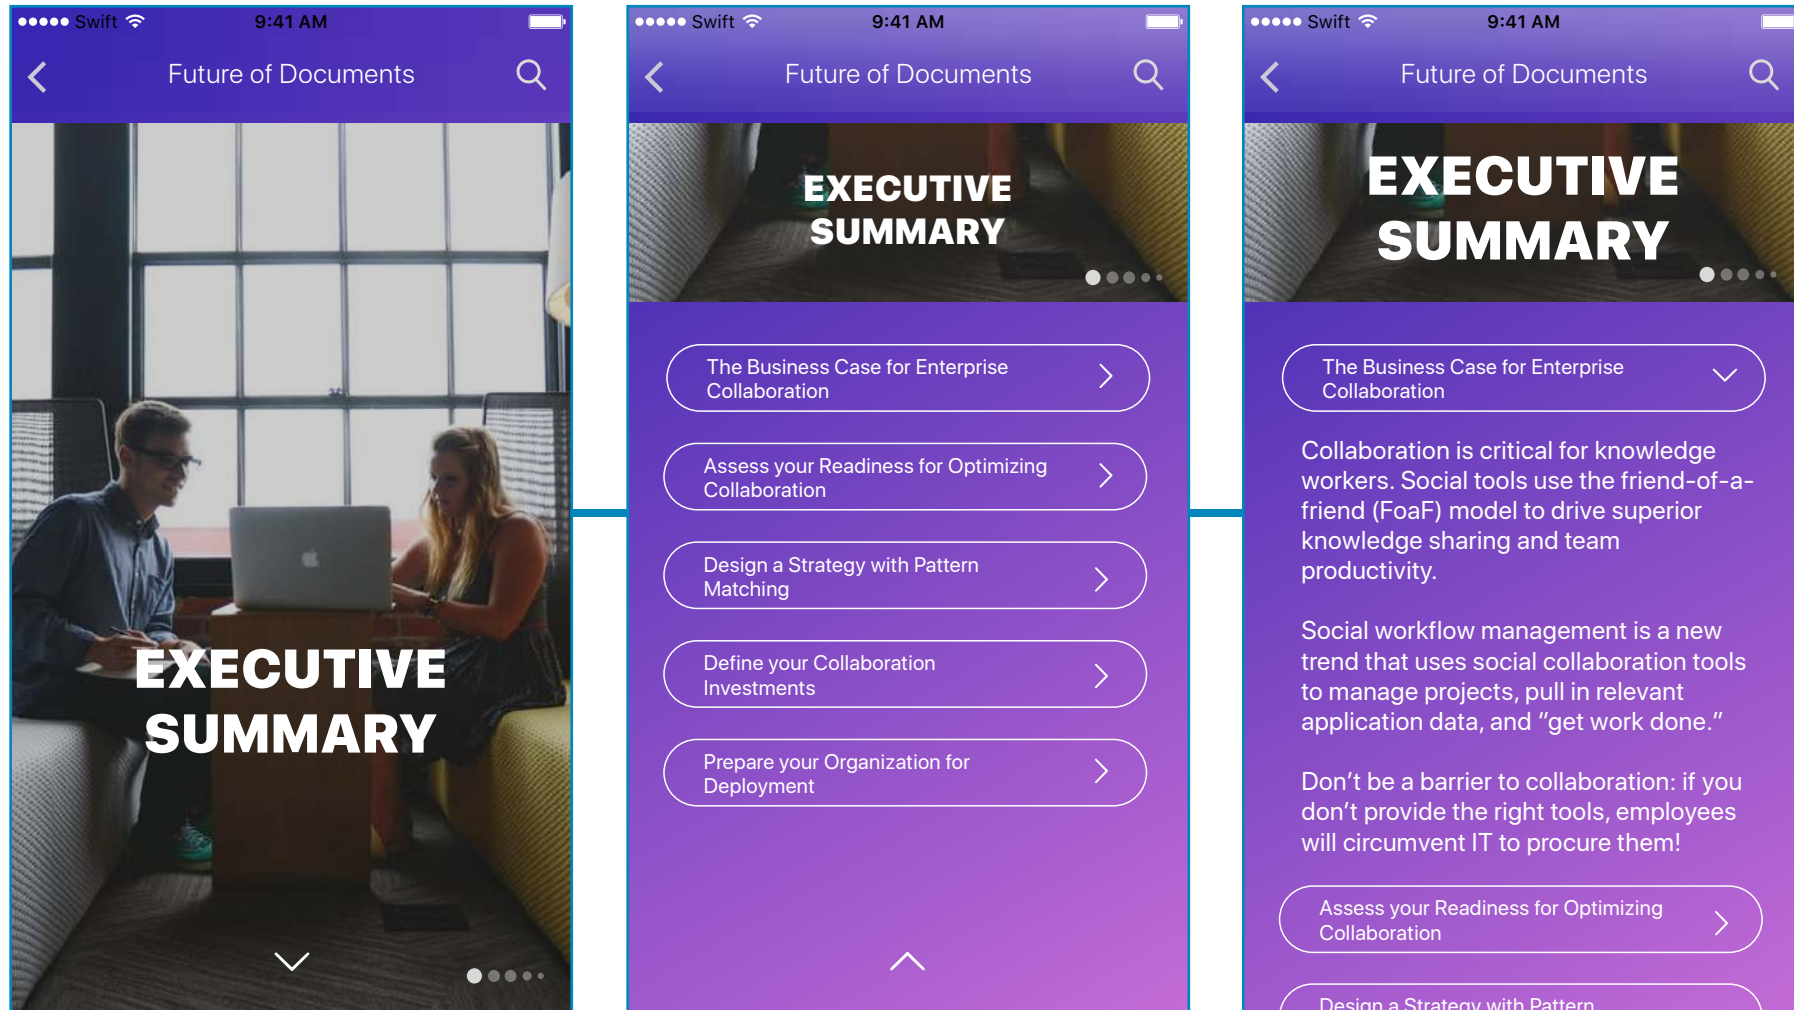 Swift
9:41 AM
Future of Documents
EXECUTIVE
SUMMARY
Swift
9:41 AM
Future of Documents
EXECUTIVE
SUMMARY
The Business Case for Enterprise
Collaboration
Assess your Readiness for Optimizing
Collaboration
Design a Strategy with Pattern
Matching
Define your Collaboration
Investments
Prepare your Organization for
Deployment
Swift
9:41 AM
Future of Documents
EXECUTIVE
SUMMARY
The Business Case for Enterprise
Collaboration
Collaboration is critical for knowledge
workers. Social tools use the friend-of-a-
friend (FoaF) model to drive superior
knowledge sharing and team
productivity.
Social workflow management is a new
trend that uses social collaboration tools
to manage projects, pull in relevant
application data, and “get work done.”
Don’t be a barrier to collaboration: if you
don’t provide the right tools, employees
will circumvent IT to procure them!
Assess your Readiness for Optimizing
Collaboration
Design a Strategy with Pattern